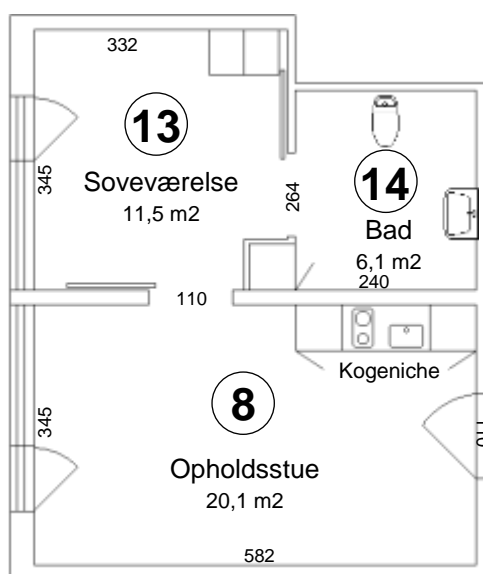 332
13
345
Soveværelse
11,5 m2
264
14
Bad
6,1 m2
240
110
Kogeniche
8
345
Opholdsstue
20,1 m2
582